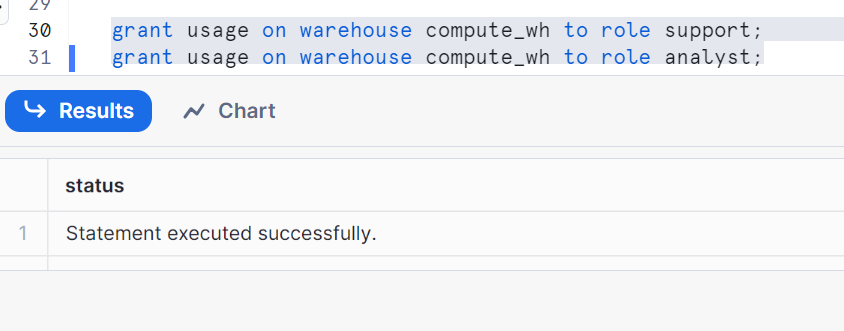 29
30 grant usage on warehouse compute_wh to role support;
31 grant usage on warehouse compute_wh to role analyst;
Results Chart
status
1 Statement executed successfully.